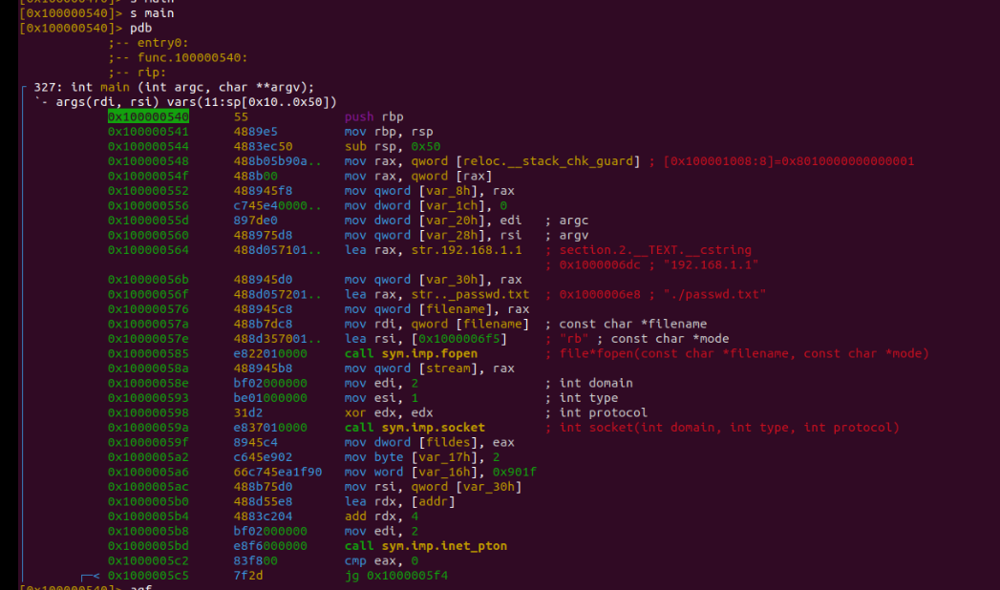 [0x100000470]> s main
[0x100000540]> s main
[0x100000540]> pdb
;-- entry0:
;-- func.100000540:
;-- rip:
327: int main (int argc, char **argv);
`- args(rdi, rsi) vars(11:sp[0x10..0x50])
0x100000540 55 push rbp
0x100000541 4889e5 mov rbp, rsp
0x100000544 4883ec50 sub rsp, 0x50
0x100000548 488b05b90a.. mov rax, qword [reloc.__stack_chk_guard] ; [0x100001008:8]=0x8010000000000001
0x10000054f 488b00 mov rax, qword [rax]
0x100000552 488945f8 mov qword [var_8h], rax
0x100000556 c745e40000.. mov dword [var_1ch], 0
0x10000055d 897de0 mov dword [var_20h], edi ; argc
0x100000560 488975d8 mov qword [var_28h], rsi ; argv
0x100000564 488d057101.. lea rax, str.192.168.1.1 ; section.2.__TEXT.__cstring
; 0x1000006dc ; "192.168.1.1"
0x10000056b 488945d0 mov qword [var_30h], rax
0x10000056f 488d057201.. lea rax, str.._passwd.txt ; 0x1000006e8 ; "./passwd.txt"
0x100000576 488945c8 mov qword [filename], rax
0x10000057a 488b7dc8 mov rdi, qword [filename] ; const char *filename
0x10000057e 488d357001.. lea rsi, [0x1000006f5] ; "rb" ; const char *mode
0x100000585 e822010000 call sym.imp.fopen ; file*fopen(const char *filename, const char *mode)
0x10000058a 488945b8 mov qword [stream], rax
0x10000058e bf02000000 mov edi, 2 ; int domain
0x100000593 be01000000 mov esi, 1 ; int type
0x100000598 31d2 xor edx, edx ; int protocol
0x10000059a e837010000 call sym.imp.socket ; int socket(int domain, int type, int protocol)
0x10000059f 8945c4 mov dword [fildes], eax
0x1000005a2 c645e902 mov byte [var_17h], 2
0x1000005a6 66c745ea1f90 mov word [var_16h], 0x901f
0x1000005ac 488b75d0 mov rsi, qword [var_30h]
0x1000005b0 488d55e8 lea rdx, [addr]
0x1000005b4 4883c204 add rdx, 4
0x1000005b8 bf02000000 mov edi, 2
0x1000005bd e8f6000000 call sym.imp.inet_pton
0x1000005c2 83f800 cmp eax, 0
0x1000005c5 7f2d jg 0x1000005f4
[0x100000540]> agf